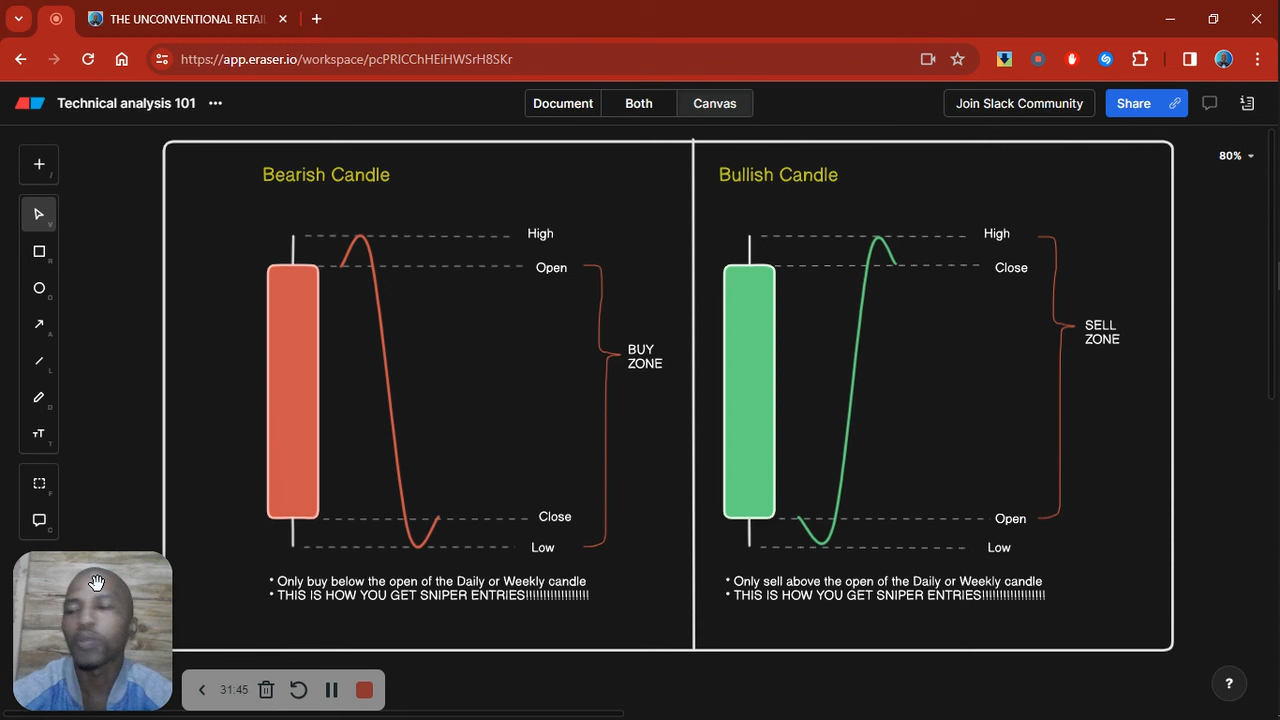 THE UNCONVENTIONAL RETAIL
https://app.eraser.io/workspace/pcPRICChHEiHWSrH8SKr
Technical analysis 101
Document
Both
Canvas
Join Slack Community
Share
80%
Bearish Candle
High
Open
BUY
ZONE
Close
Low
* Only buy below the open of the Daily or Weekly candle
* THIS IS HOW YOU GET SNIPER ENTRIES!!!!!!!!!!!!!!!!!
Bullish Candle
High
Close
SELL
ZONE
Open
Low
* Only sell above the open of the Daily or Weekly candle
* THIS IS HOW YOU GET SNIPER ENTRIES!!!!!!!!!!!!!!!!!
31:45